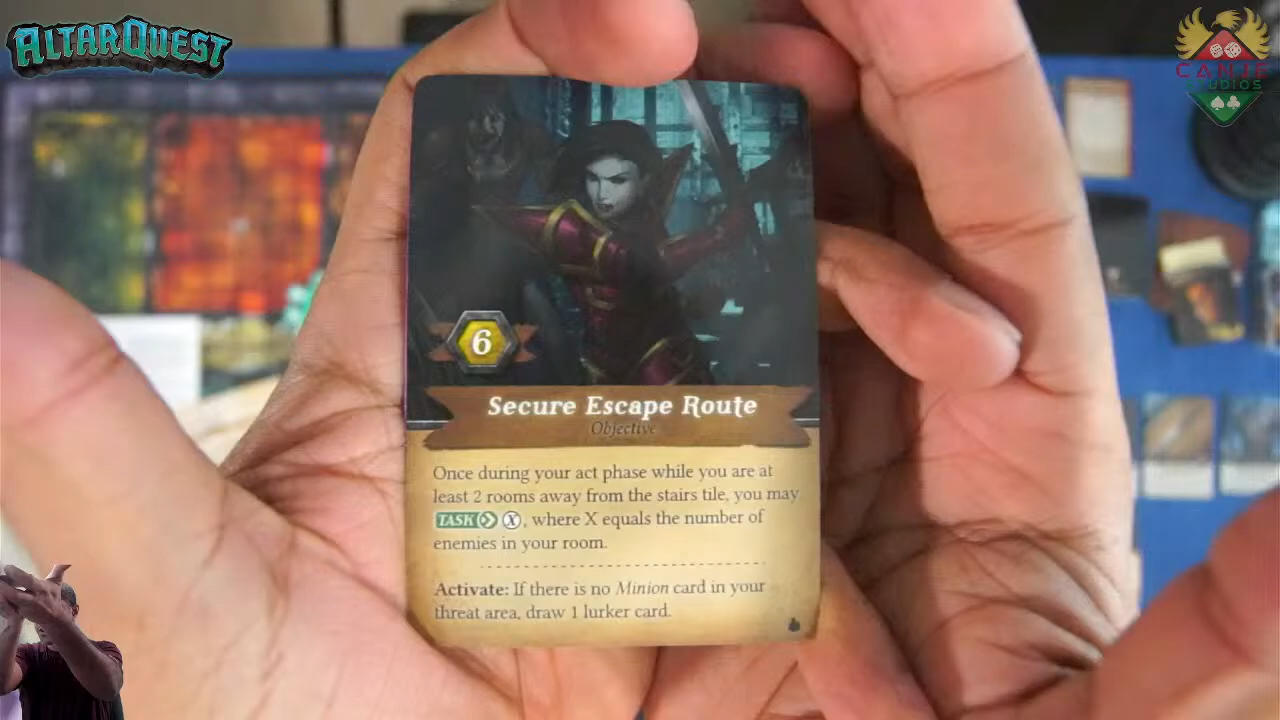 ALTARQUEST
CANJE
STUDIOS
6
Secure Escape Route
Objective
Once during your act phase while you are at
least 2 rooms away from the stairs tile, you may
TASK X, where X equals the number of
enemies in your room.
Activate: If there is no Minion card in your
threat area, draw 1 lurker card.